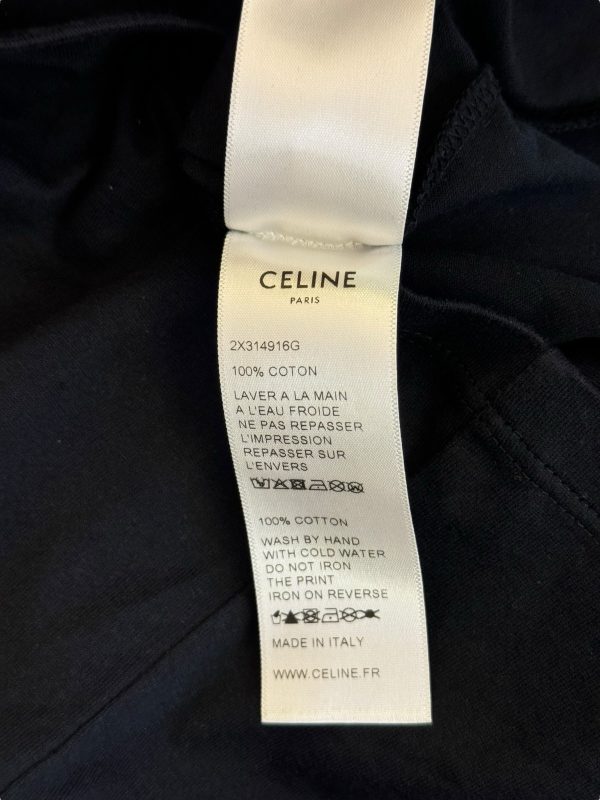 CELINE
PARIS
2X314916G
100% COTON
LAVER A LA MAIN
A L'EAU FROIDE
NE PAS REPASSER
L'IMPRESSION
REPASSER SUR
L'ENVERS
100% COTTON
WASH BY HAND
WITH COLD WATER
DO NOT IRON
THE PRINT
IRON ON REVERSE
MADE IN ITALY
WWW.CELINE.FR